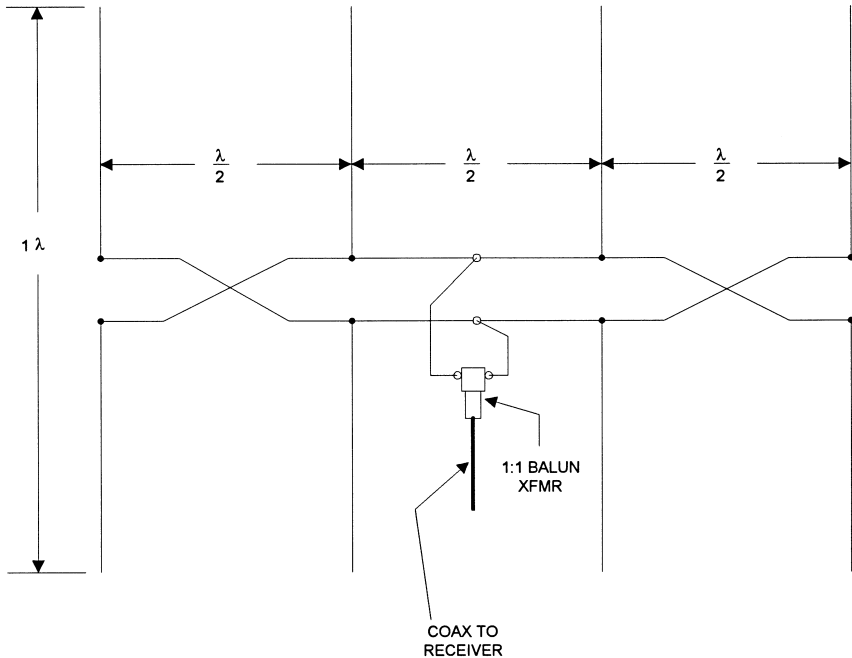 λ
2
λ
2
λ
2
1 λ
1:1 BALUN
XFMR
COAX TO
RECEIVER